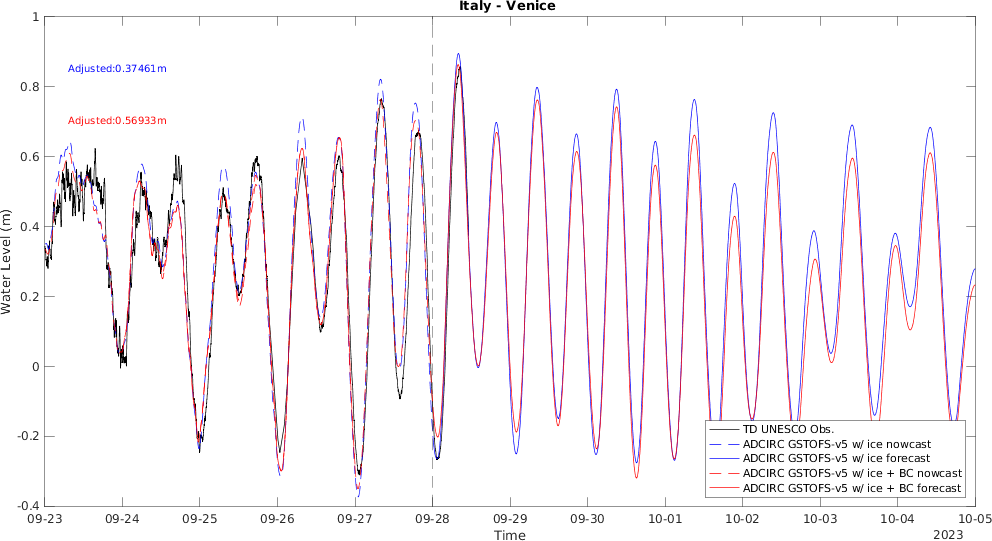 Italy - Venice
Adjusted:0.37461m
Adjusted:0.56933m
Water Level (m)
1
0.8
0.6
0.4
0.2
0
-0.2
-0.4
TD UNESCO Obs.
ADCIRC GSTOFS-v5 w/ ice nowcast
ADCIRC GSTOFS-v5 w/ ice forecast
ADCIRC GSTOFS-v5 w/ ice + BC nowcast
ADCIRC GSTOFS-v5 w/ ice + BC forecast
09-23 09-24 09-25 09-26 09-27 09-28 09-29 09-30 10-01 10-02 10-03 10-04 10-05
Time
2023